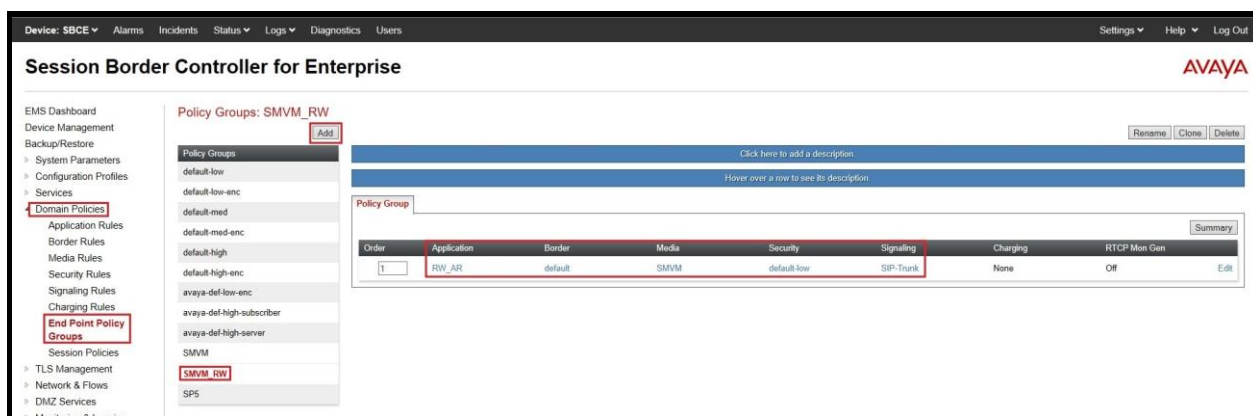 Device: SBCE Alarms Incidents Status Logs Diagnostics Users Settings Help Log Out
Session Border Controller for Enterprise
AVAYA
EMS Dashboard
Device Management
Backup/Restore
System Parameters
Configuration Profiles
Services
Domain Policies
Application Rules
Border Rules
Media Rules
Security Rules
Signaling Rules
Charging Rules
End Point Policy
Groups
Session Policies
TLS Management
Network & Flows
DMZ Services
Policy Groups: SMVM_RW
Add
Policy Groups
default-low
default-low-enc
default-med
default-med-enc
default-high
default-high-enc
avaya-def-low-enc
avaya-def-high-subscriber
avaya-def-high-server
SMVM
SMVM_RW
SP5
Rename Clone Delete
Click here to add a description.
Hover over a row to see its description.
Policy Group
Summary
Order Application Border Media Security Signaling Charging RTCP Mon Gen
1 RW_AR default SMVM default-low SIP-Trunk None Off Edit